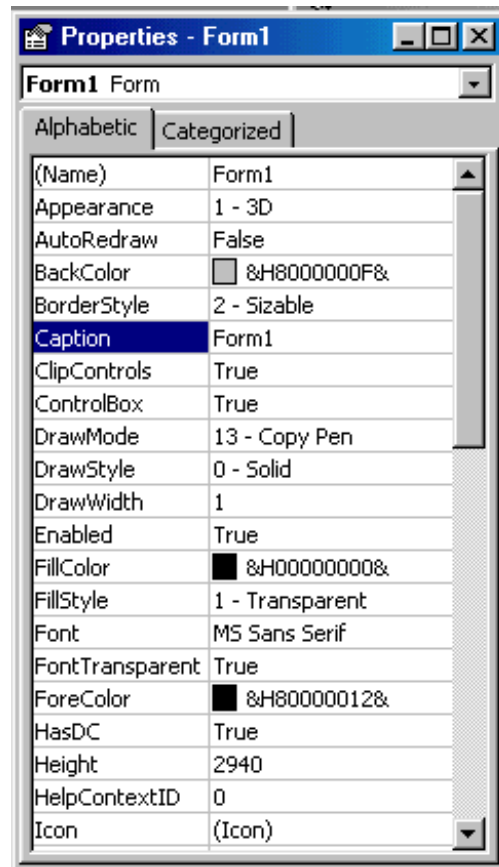 Properties - Form1
Form1 Form
Alphabetic Categorized
(Name) Form1
Appearance 1 - 3D
AutoRedraw False
BackColor &H8000000F&
BorderStyle 2 - Sizable
Caption Form1
ClipControls True
ControlBox True
DrawMode 13 - Copy Pen
DrawStyle 0 - Solid
DrawWidth 1
Enabled True
FillColor &H00000000&
FillStyle 1 - Transparent
Font MS Sans Serif
FontTransparent True
ForeColor &H80000012&
HasDC True
Height 2940
HelpContextID 0
Icon (Icon)